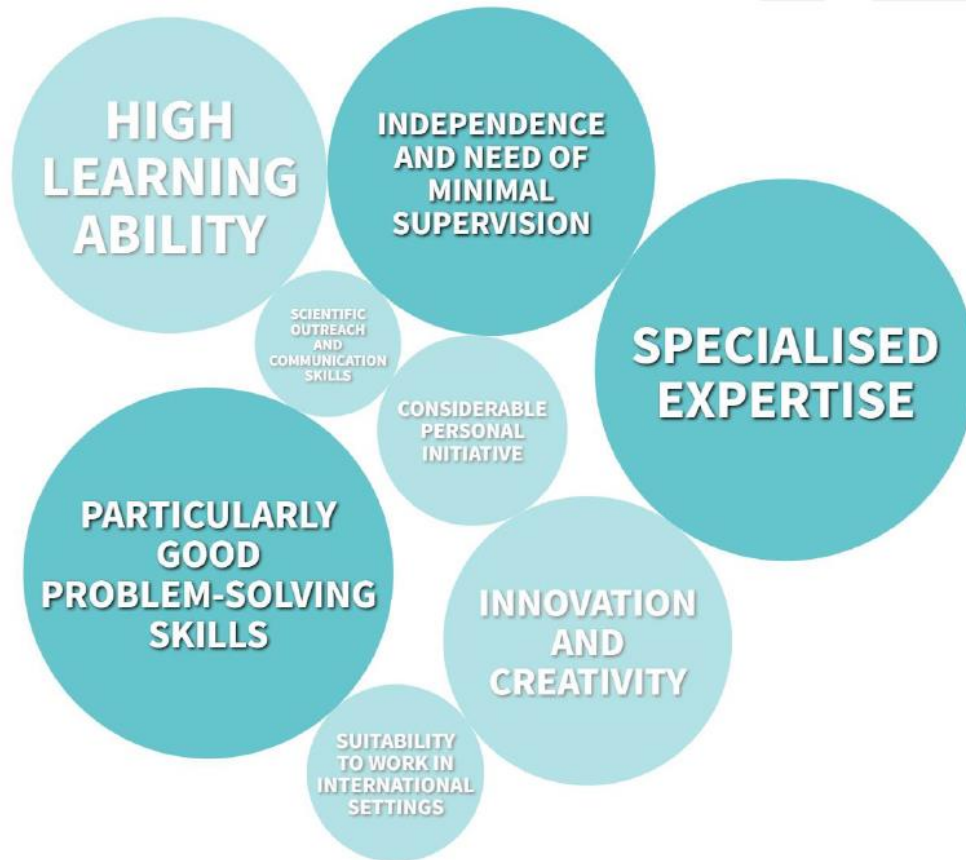 HIGH
LEARNING
ABILITY
INDEPENDENCE
AND NEED OF
MINIMAL
SUPERVISION
SPECIALISED
EXPERTISE
SCIENTIFIC
OUTREACH
AND
COMMUNICATION
SKILLS
CONSIDERABLE
PERSONAL
INITIATIVE
PARTICULARLY
GOOD
PROBLEM-SOLVING
SKILLS
INNOVATION
AND
CREATIVITY
SUITABILITY
TO WORK IN
INTERNATIONAL
SETTINGS